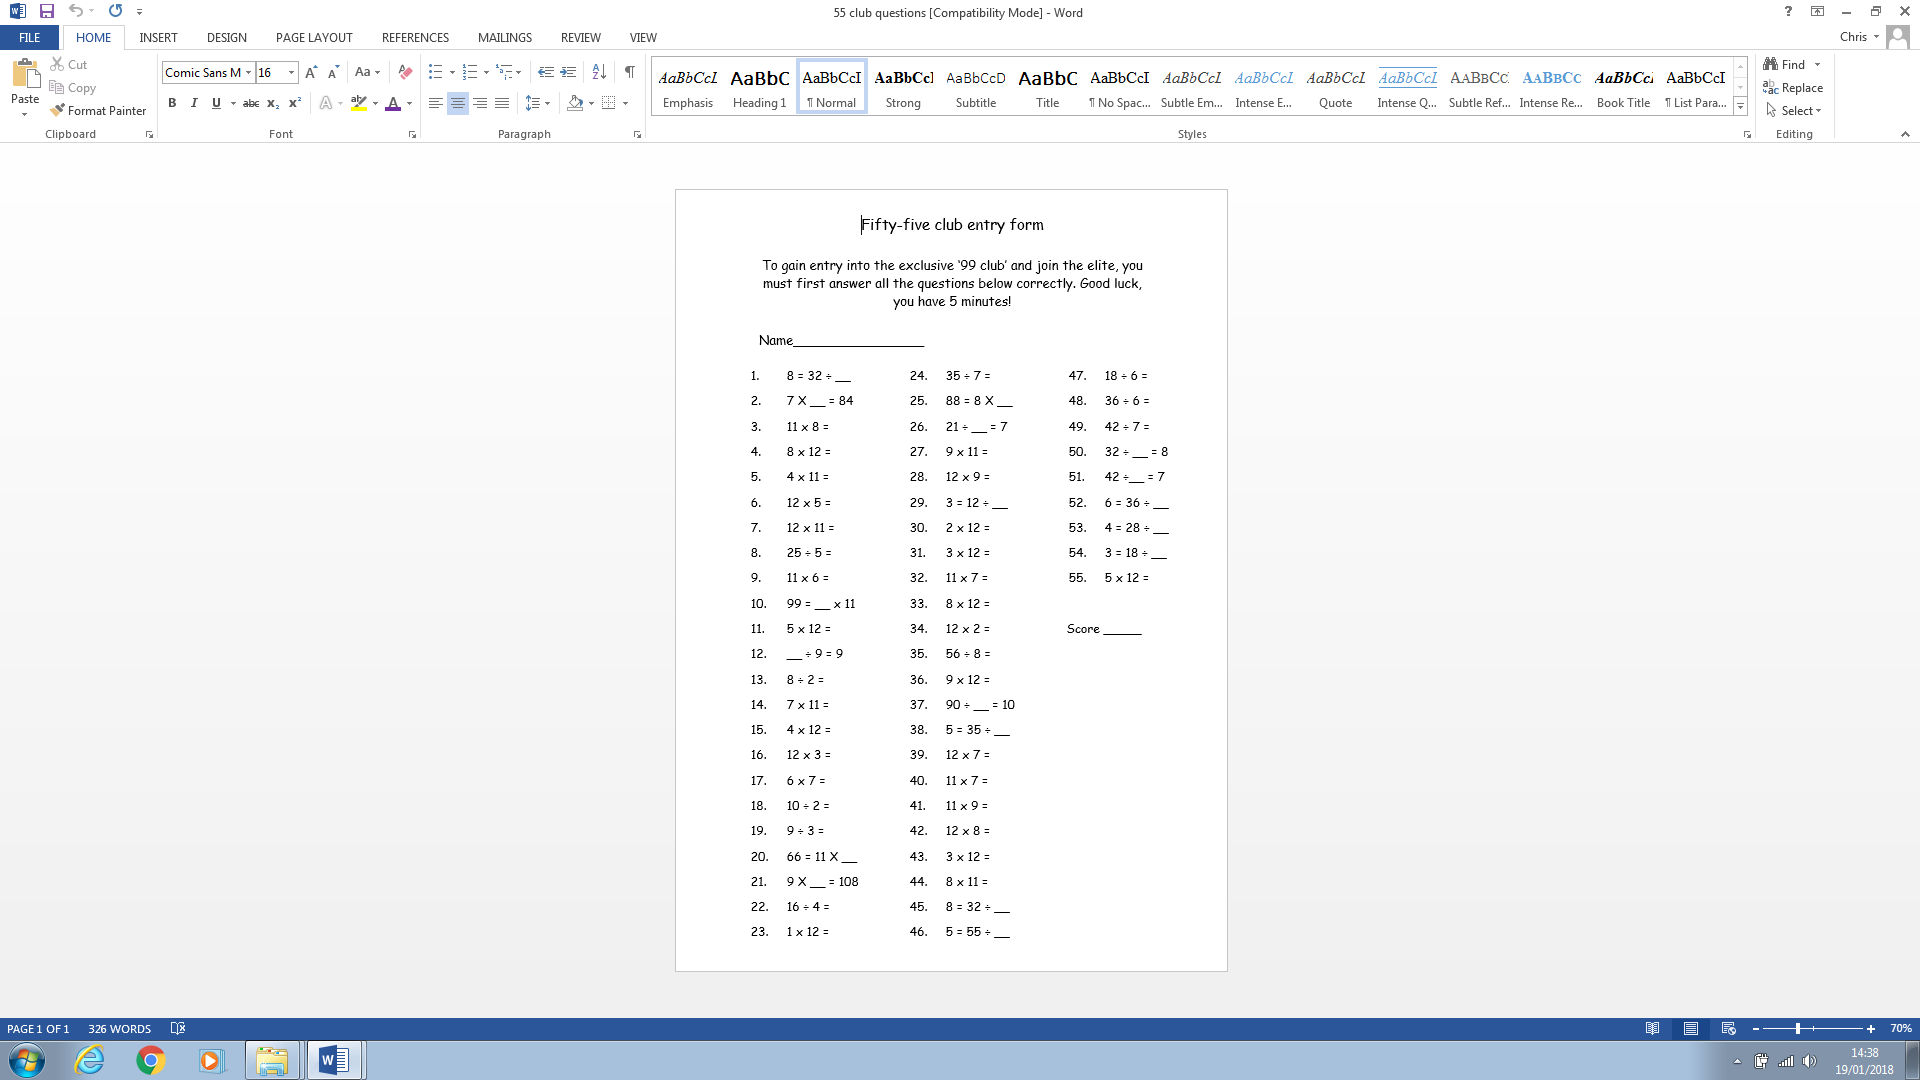 55 club questions [Compatibility Mode] - Word
FILE HOME INSERT DESIGN PAGE LAYOUT REFERENCES MAILINGS REVIEW VIEW
Chris
Paste
Cut
Copy
Format Painter
Clipboard
Comic Sans M 16
Font
Paragraph
AaBbCcI AaBbC AaBbCcI AaBbCcI AaBbCcD AaBbC AaBbCcI AaBbCcI AaBbCcI AaBbCcI AaBbCcI AaBbCcI AaBbCc AaBbCcI AaBbCcI
Emphasis Heading 1 ¶ Normal Strong Subtitle Title ¶ No Spac... Subtle Em... Intense E... Quote Intense Q... Subtle Ref... Intense Re... Book Title ¶ List Para...
Styles
Find
Replace
Select
Editing
Fifty-five club entry form
To gain entry into the exclusive ‘99 club’ and join the elite, you
must first answer all the questions below correctly. Good luck,
you have 5 minutes!
Name__________________
1. 8 = 32 ÷ __
2. 7 X __ = 84
3. 11 x 8 =
4. 8 x 12 =
5. 4 x 11 =
6. 12 x 5 =
7. 12 x 11 =
8. 25 ÷ 5 =
9. 11 x 6 =
10. 99 = __ x 11
11. 5 x 12 =
12. __ ÷ 9 = 9
13. 8 ÷ 2 =
14. 7 x 11 =
15. 4 x 12 =
16. 12 x 3 =
17. 6 x 7 =
18. 10 ÷ 2 =
19. 9 ÷ 3 =
20. 66 = 11 X __
21. 9 X __ = 108
22. 16 ÷ 4 =
23. 1 x 12 =
24. 35 ÷ 7 =
25. 88 = 8 X __
26. 21 ÷ __ = 7
27. 9 x 11 =
28. 12 x 9 =
29. 3 = 12 ÷ __
30. 2 x 12 =
31. 3 x 12 =
32. 11 x 7 =
33. 8 x 12 =
34. 12 x 2 =
35. 56 ÷ 8 =
36. 9 x 12 =
37. 90 ÷ __ = 10
38. 5 = 35 ÷ __
39. 12 x 7 =
40. 11 x 7 =
41. 11 x 9 =
42. 12 x 8 =
43. 3 x 12 =
44. 8 x 11 =
45. 8 = 32 ÷ __
46. 5 = 55 ÷ __
47. 18 ÷ 6 =
48. 36 ÷ 6 =
49. 42 ÷ 7 =
50. 32 ÷ __ = 8
51. 42 ÷__ = 7
52. 6 = 36 ÷ __
53. 4 = 28 ÷ __
54. 3 = 18 ÷ __
55. 5 x 12 =
Score _____
PAGE 1 OF 1 326 WORDS
70%
14:38
19/01/2018